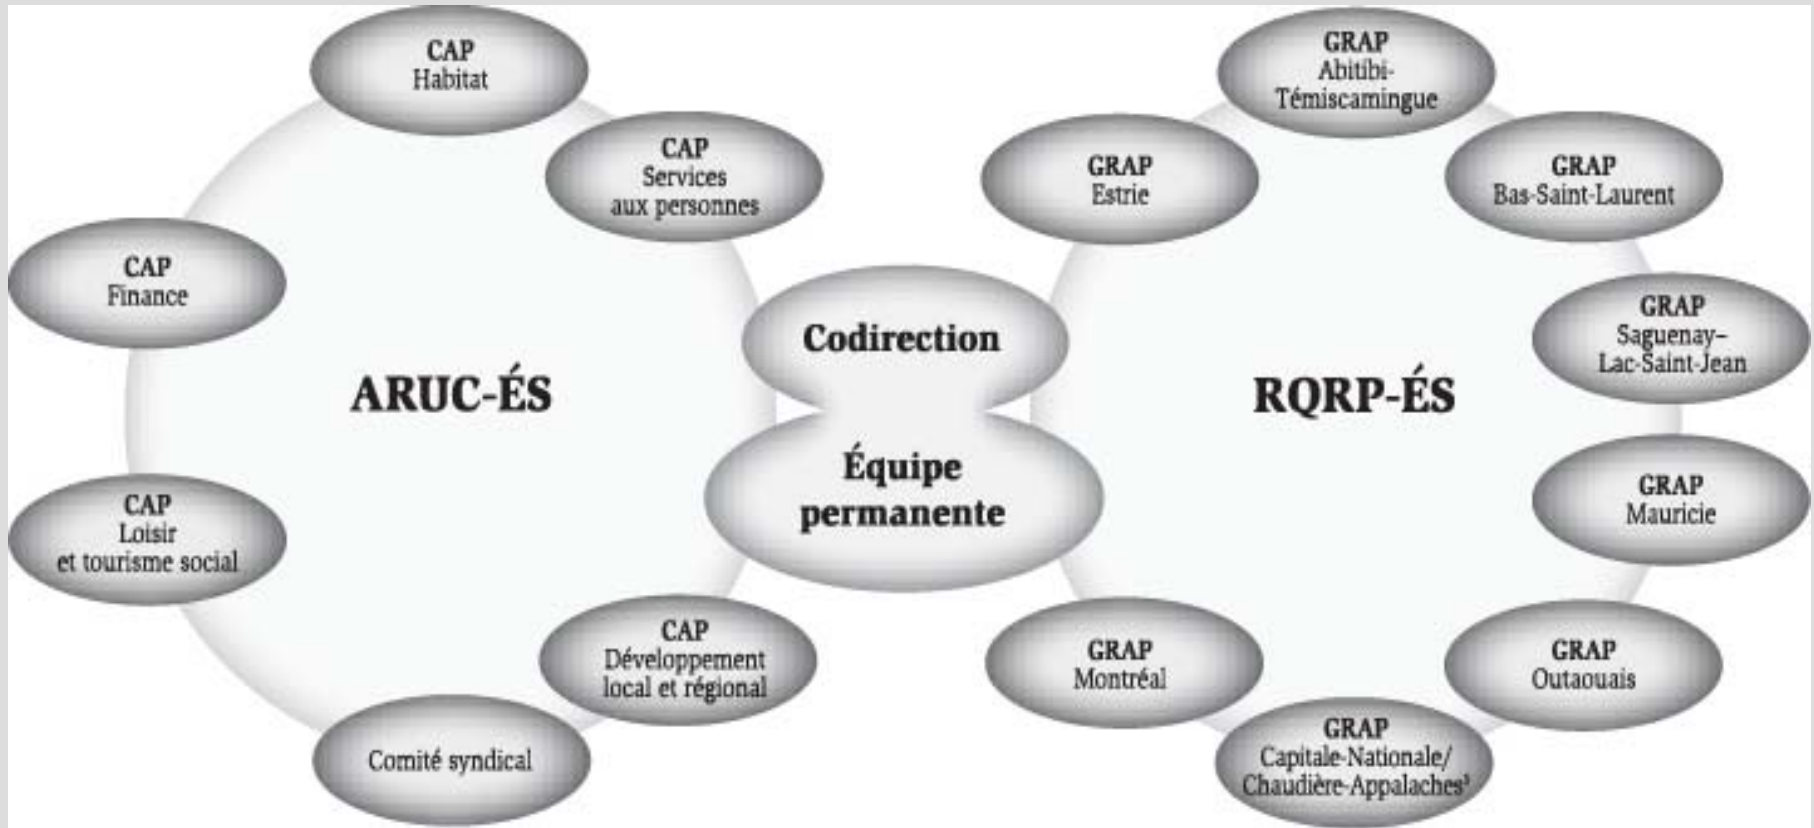 CAP
Habitat
CAP
Services
aux personnes
CAP
Finance
ARUC-ÉS
CAP
Loisir
et tourisme social
CAP
Développement
local et régional
Comité syndical
Codirection
Équipe
permanente
GRAP
Abitibi-
Témiscamingue
GRAP
Estrie
GRAP
Bas-Saint-Laurent
GRAP
Saguenay–
Lac-Saint-Jean
RQRP-ÉS
GRAP
Mauricie
GRAP
Montréal
GRAP
Outaouais
GRAP
Capitale-Nationale/
Chaudière-Appalaches³